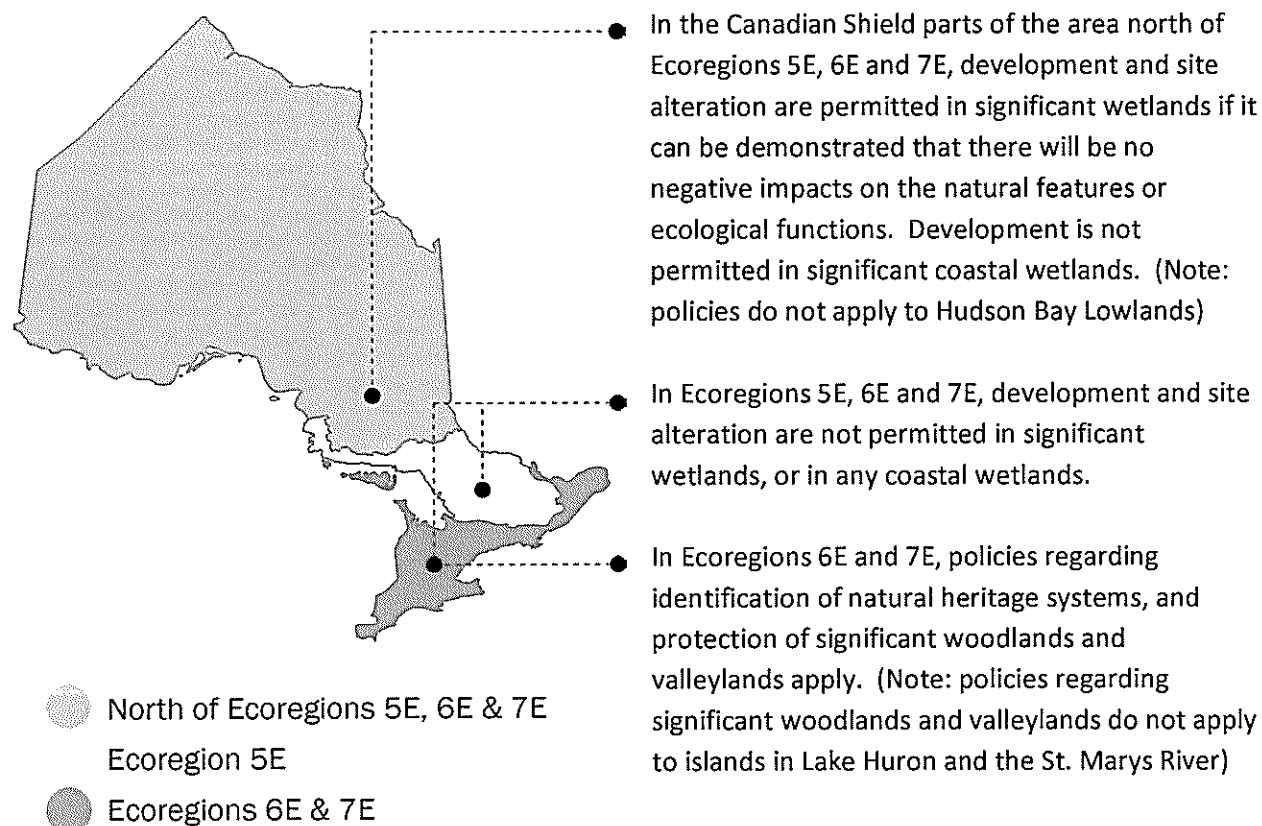 In the Canadian Shield parts of the area north of
Ecoregions 5E, 6E and 7E, development and site
alteration are permitted in significant wetlands if it
can be demonstrated that there will be no
negative impacts on the natural features or
ecological functions.  Development is not
permitted in significant coastal wetlands.  (Note:
policies do not apply to Hudson Bay Lowlands)
In Ecoregions 5E, 6E and 7E, development and site
alteration are not permitted in significant
wetlands, or in any coastal wetlands.
In Ecoregions 6E and 7E, policies regarding
identification of natural heritage systems, and
protection of significant woodlands and
valleylands apply.  (Note: policies regarding
significant woodlands and valleylands do not apply
to islands in Lake Huron and the St. Marys River)
North of Ecoregions 5E, 6E & 7E
Ecoregion 5E
Ecoregions 6E & 7E